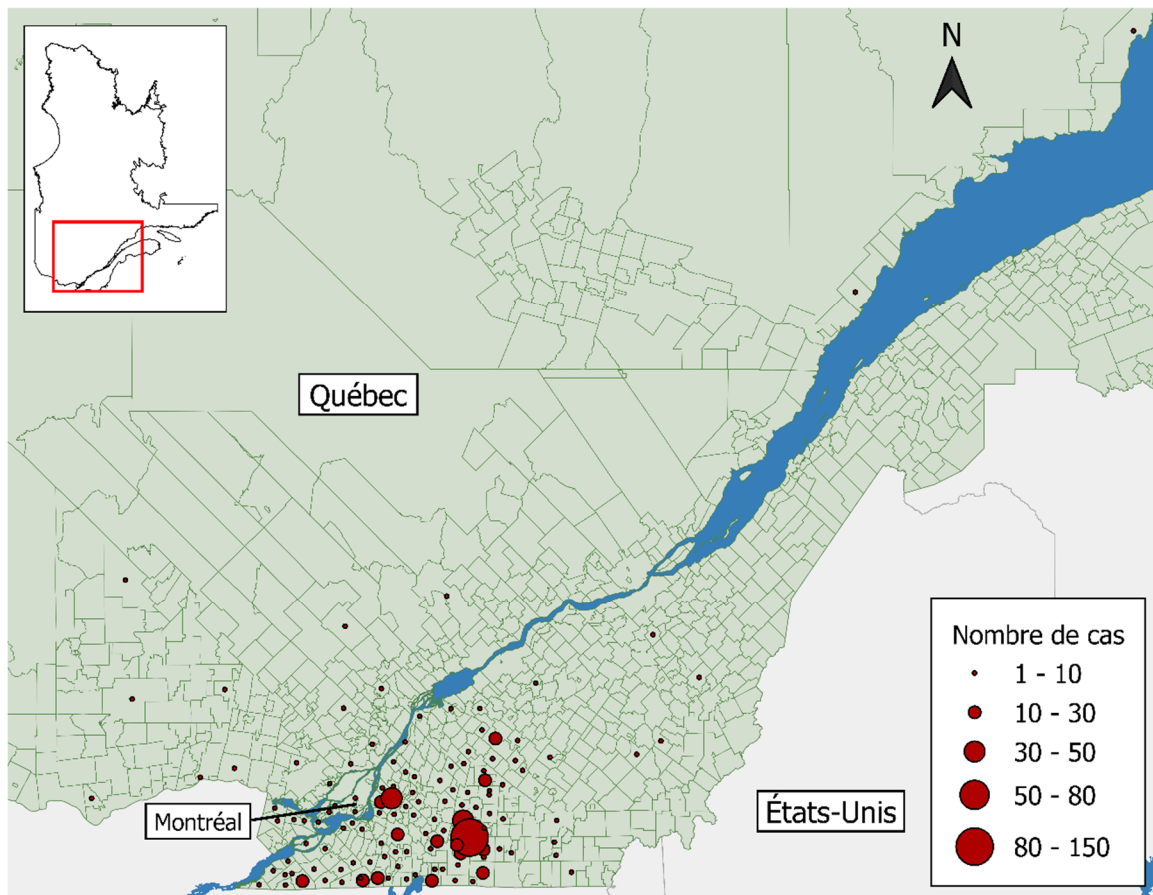 N
Québec
Montréal
États-Unis
Nombre de cas
1 - 10
10 - 30
30 - 50
50 - 80
80 - 150